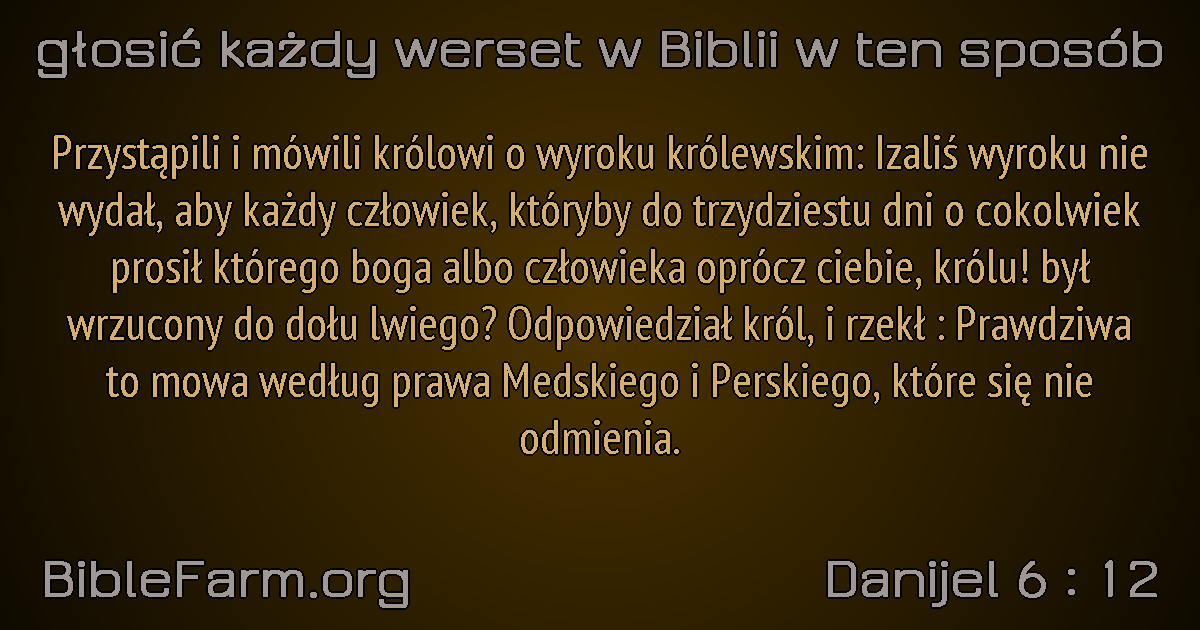 głosić każdy werset w Biblii w ten sposób
Przystąpili i mówili królowi o wyroku królewskim: Izaliś wyroku nie
wydał, aby każdy człowiek, któryby do trzydziestu dni o cokolwiek
prosił którego boga albo człowieka oprócz ciebie, królu! był
wrzucony do dołu lwiego? Odpowiedział król, i rzekł : Prawdziwa
to mowa według prawa Medskiego i Perskiego, które się nie
odmienia.
BibleFarm.org
Danijel 6 : 12